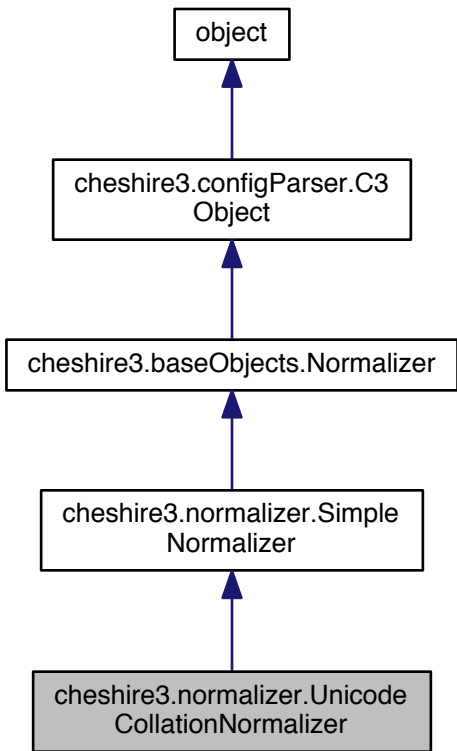 object
cheshire3.configParser.C3
Object
cheshire3.baseObjects.Normalizer
cheshire3.normalizer.Simple
Normalizer
cheshire3.normalizer.Unicode
CollationNormalizer